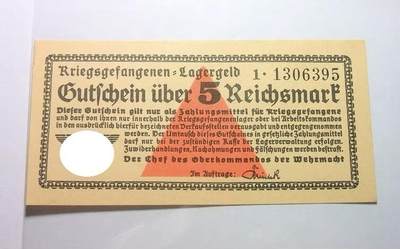 Kriegsgefangenen-Lagergeld 1·1306395
Gutschein über 5 Reichsmark
Dieser Gutschein gilt nur als Zahlungsmittel für Kriegsgefangene
und darf von ihnen nur innerhalb der Kriegsgefangenenlager oder bei Arbeitskommandos
in den ausdrücklich hierfür bezeichneten Verkaufsstellen verausgabt und entgegengenommen
werden. Der Umtausch dieses Gutscheins in gesetzliche Zahlungsmittel
darf nur bei der zuständigen Kasse der Lagerverwaltung erfolgen.
Zuwiderhandlungen, Nachahmungen und Fälschungen werden bestraft.
Der Chef des Oberkommandos der Wehrmacht
Im Auftrage: